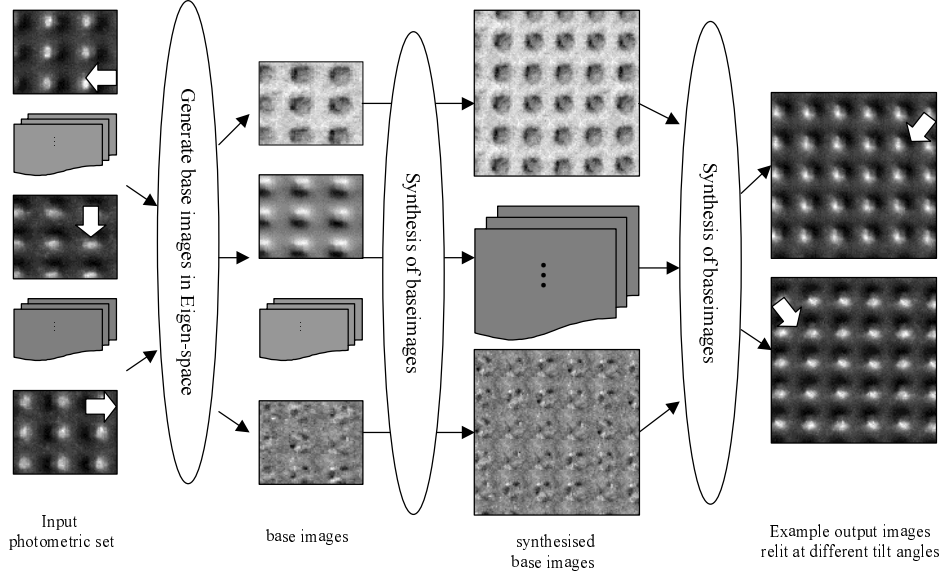 Generate base images in Eigen-space
Synthesis of baseimages
Synthesis of baseimages
Input
photometric set
base images
synthesised
base images
Example output images
relit at different tilt angles